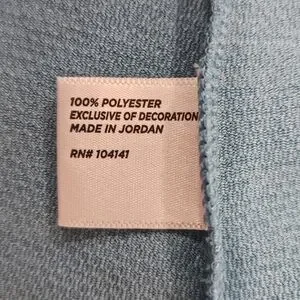 100% POLYESTER
EXCLUSIVE OF DECORATION
MADE IN JORDAN
RN# 104141